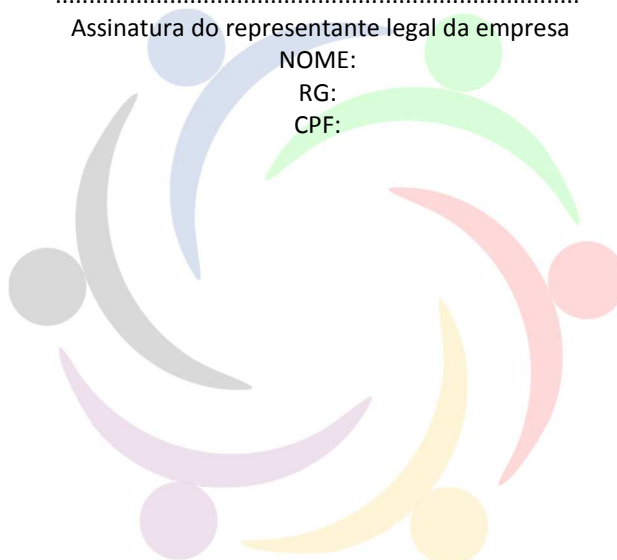 ................................................................................
Assinatura do representante legal da empresa
NOME:
RG:
CPF: